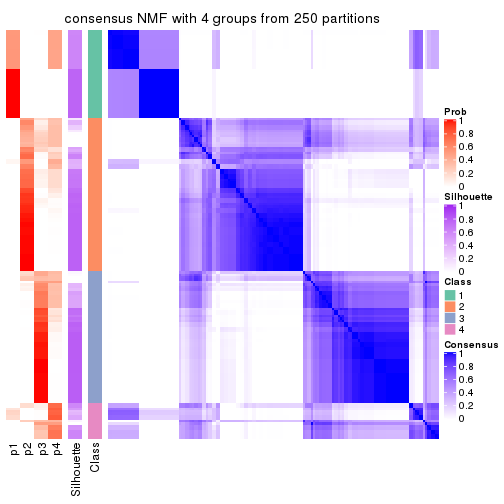 consensus NMF with 4 groups from 250 partitions
Prob
1
0.8
0.6
0.4
0.2
0
Silhouette
1
0.8
0.6
0.4
0.2
0
Class
1
2
3
4
Consensus
1
0.8
0.6
0.4
0.2
0
p1
p2
p3
p4
Silhouette
Class